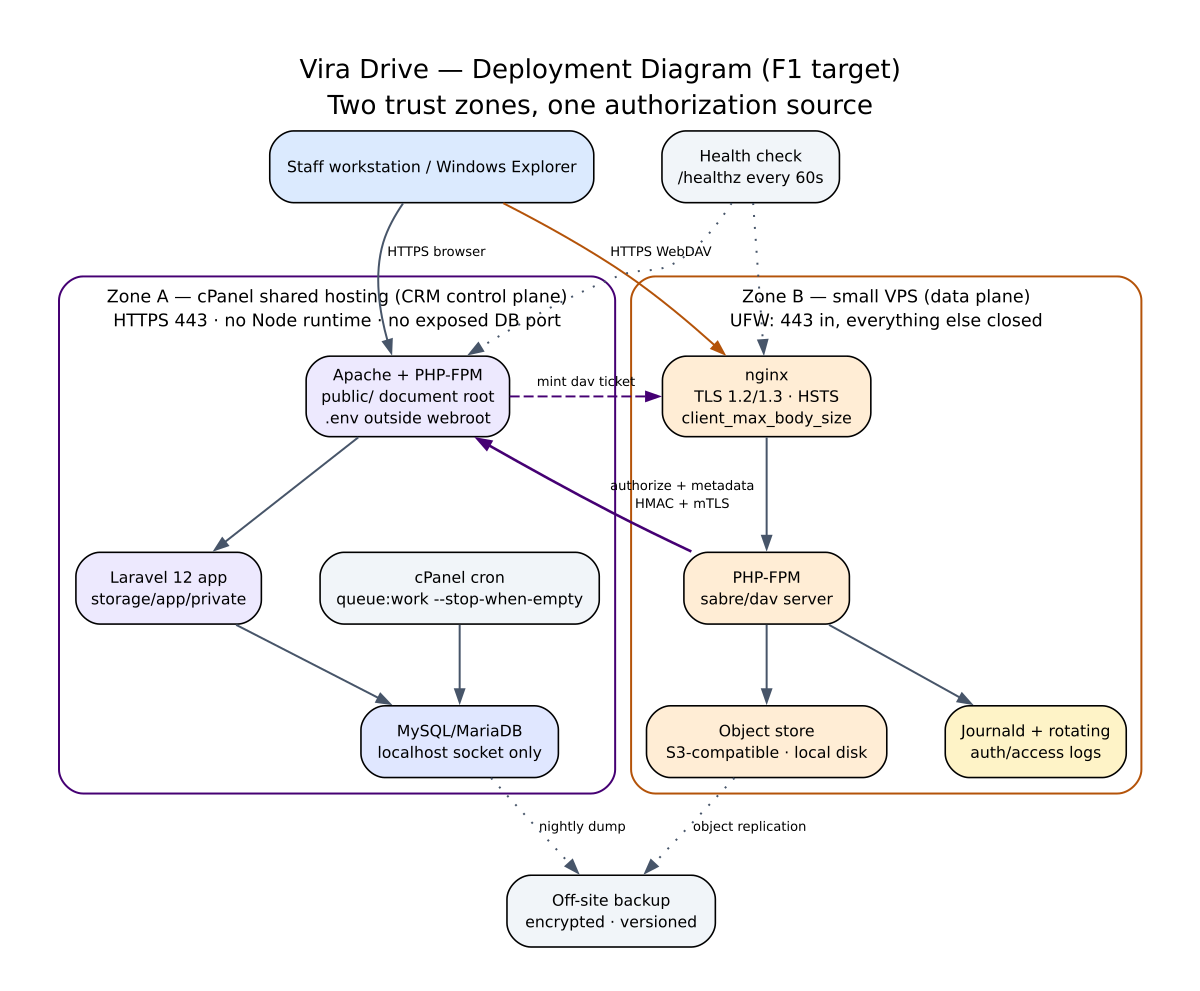 Vira Drive — Deployment Diagram (F1 target)
Two trust zones, one authorization source
Staff workstation / Windows Explorer
Health check
/healthz every 60s
HTTPS browser
HTTPS WebDAV
Zone A — cPanel shared hosting (CRM control plane)
HTTPS 443 · no Node runtime · no exposed DB port
Zone B — small VPS (data plane)
UFW: 443 in, everything else closed
Apache + PHP-FPM
public/ document root
.env outside webroot
mint dav ticket
nginx
TLS 1.2/1.3 · HSTS
client_max_body_size
authorize + metadata
HMAC + mTLS
Laravel 12 app
storage/app/private
cPanel cron
queue:work --stop-when-empty
PHP-FPM
sabre/dav server
MySQL/MariaDB
localhost socket only
Object store
S3-compatible · local disk
Journald + rotating
auth/access logs
nightly dump
object replication
Off-site backup
encrypted · versioned